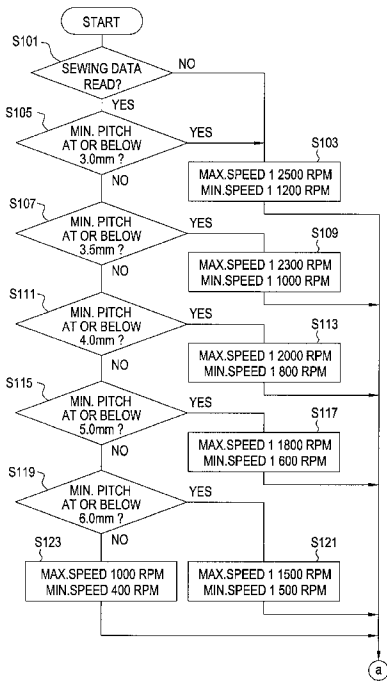 START
S101
SEWING DATA
READ?
NO
YES
S105
MIN. PITCH
AT OR BELOW
3.0mm ?
YES
NO
S103
MAX.SPEED 1 2500 RPM
MIN.SPEED 1 1200 RPM
S107
MIN. PITCH
AT OR BELOW
3.5mm ?
YES
NO
S109
MAX.SPEED 1 2300 RPM
MIN.SPEED 1 1000 RPM
S111
MIN. PITCH
AT OR BELOW
4.0mm ?
YES
NO
S113
MAX.SPEED 1 2000 RPM
MIN.SPEED 1 800 RPM
S115
MIN. PITCH
AT OR BELOW
5.0mm ?
YES
NO
S117
MAX.SPEED 1 1800 RPM
MIN.SPEED 1 600 RPM
S119
MIN. PITCH
AT OR BELOW
6.0mm ?
YES
NO
S123
MAX.SPEED 1000 RPM
MIN.SPEED 400 RPM
S121
MAX.SPEED 1 1500 RPM
MIN.SPEED 1 500 RPM
a